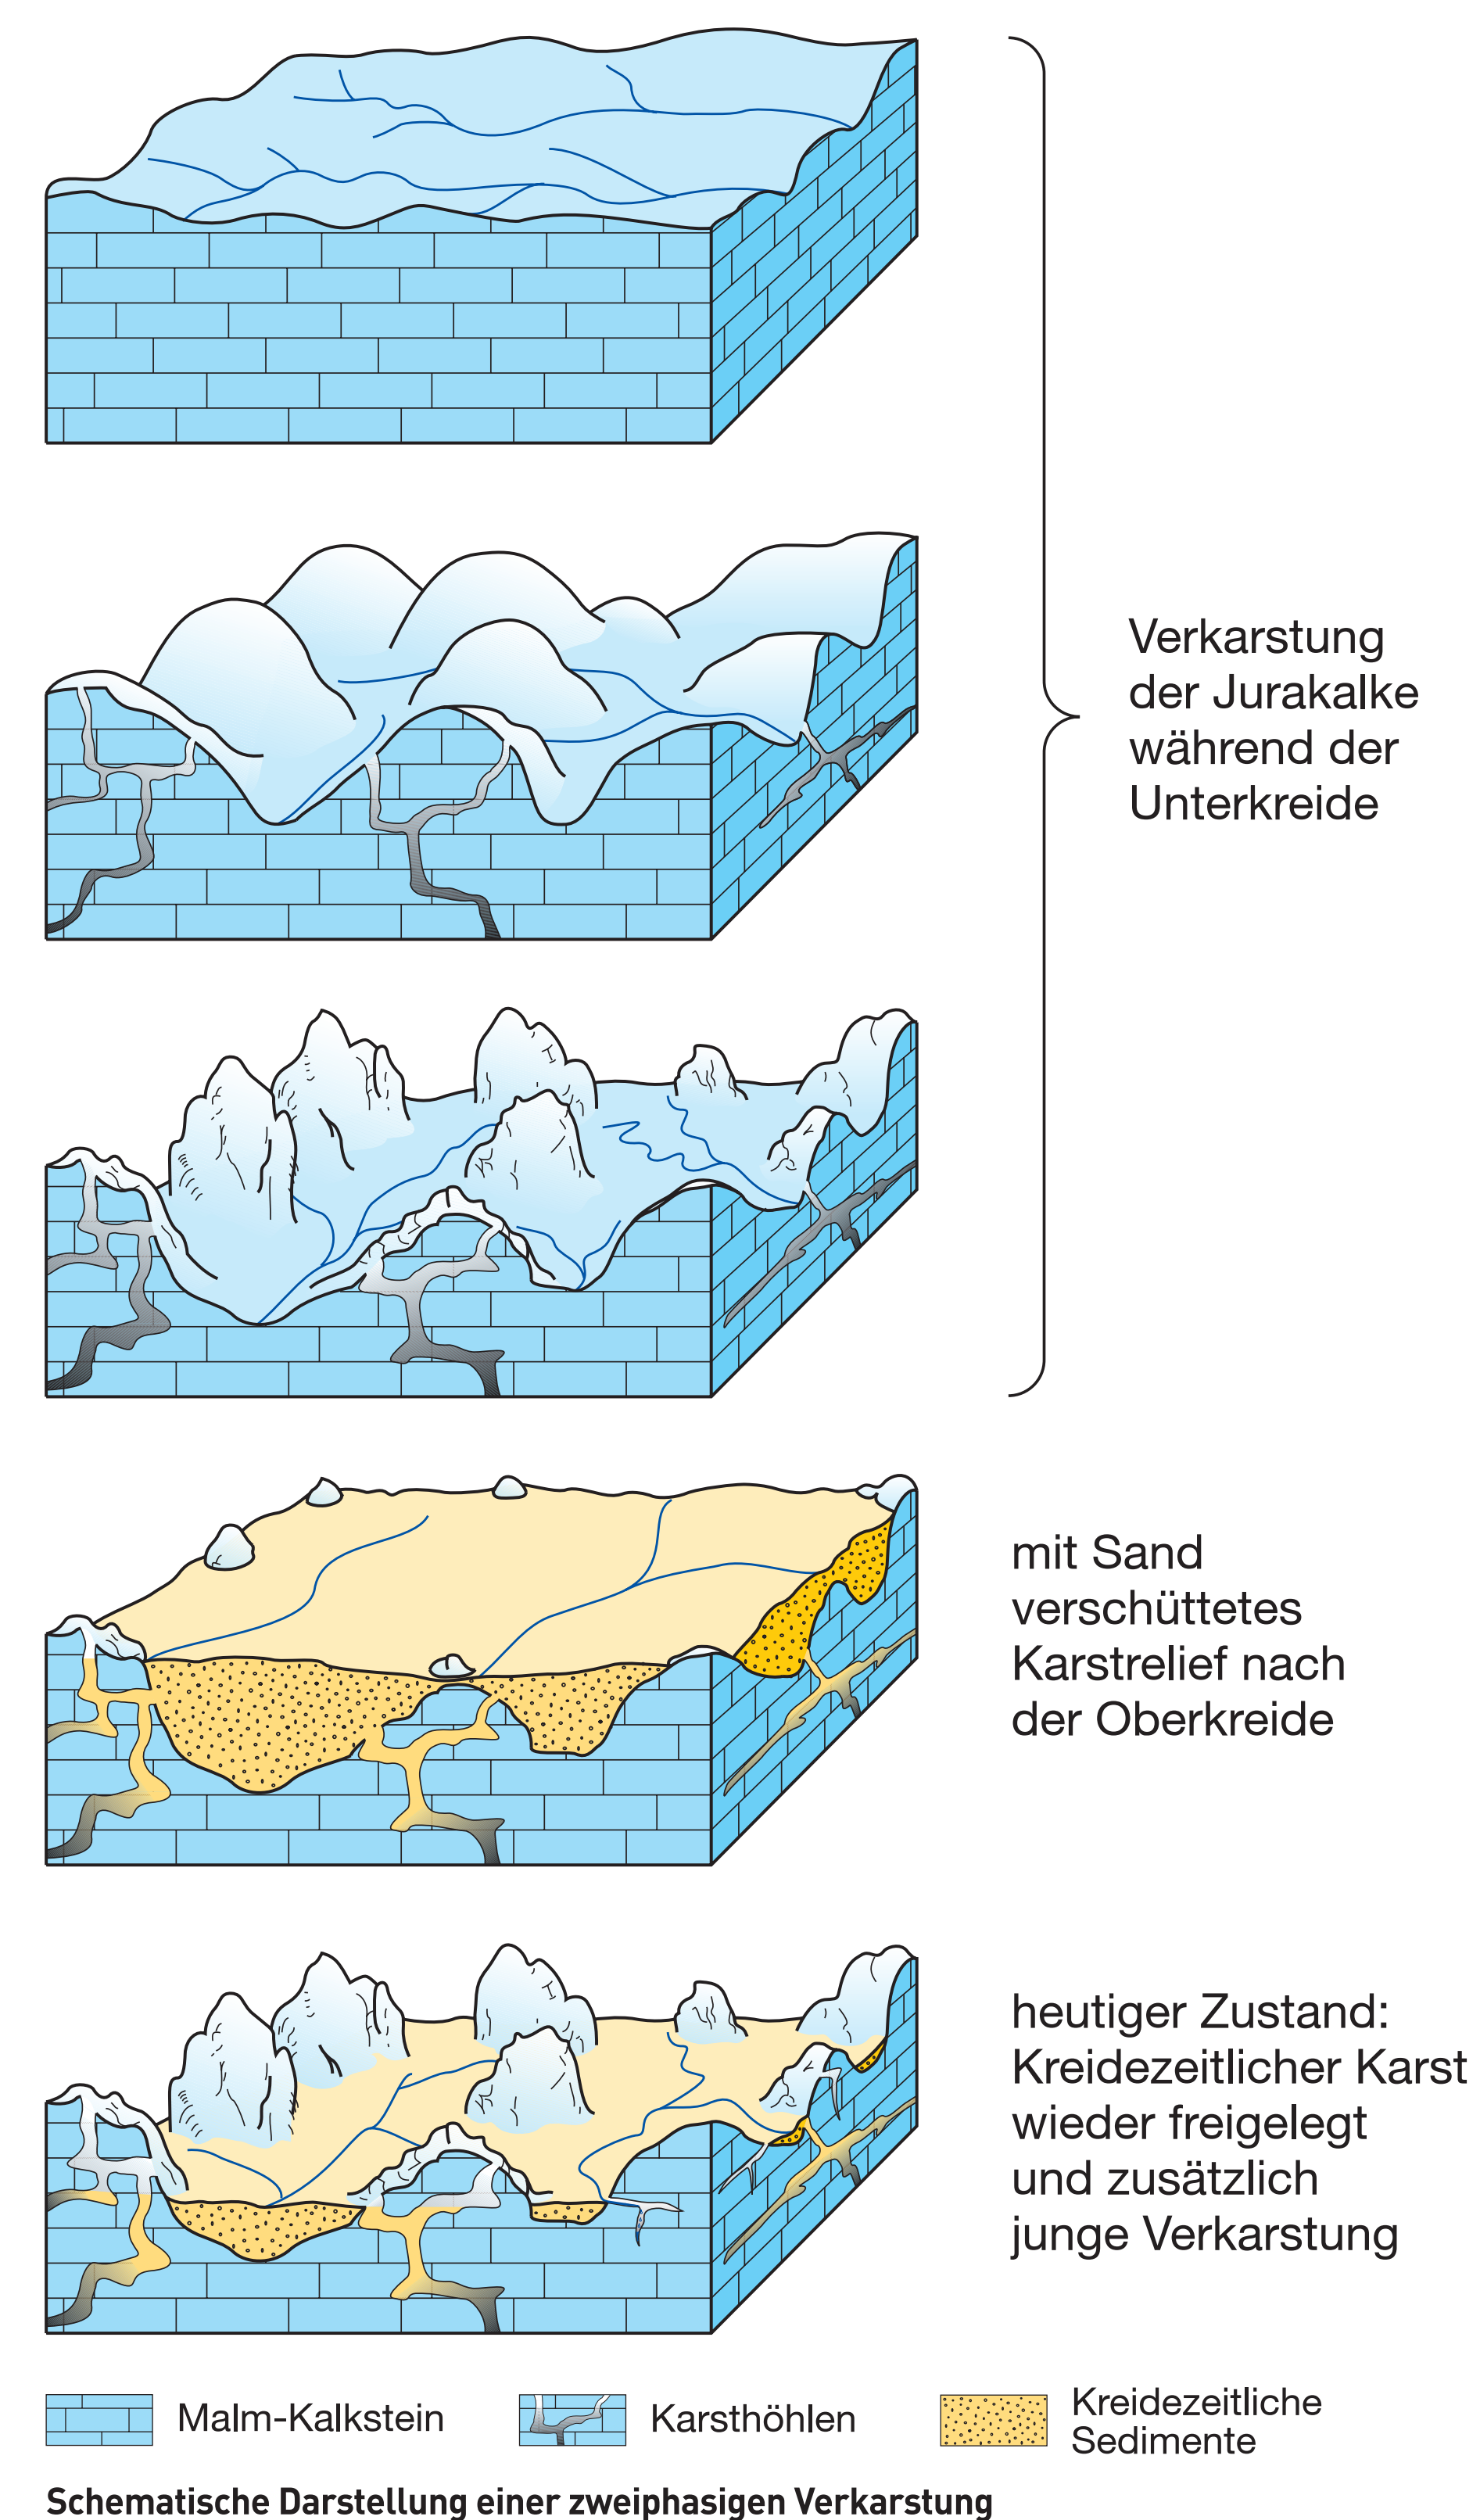 Verkarstung
der Jurakalke
während der
Unterkreide
mit Sand
verschüttetes
Karstrelief nach
der Oberkreide
heutiger Zustand:
Kreidezeitlicher Karst
wieder freigelegt
und zusätzlich
junge Verkarstung
Malm-Kalkstein
Karsthöhlen
Kreidezeitliche
Sedimente
Schematische Darstellung einer zweiphasigen Verkarstung